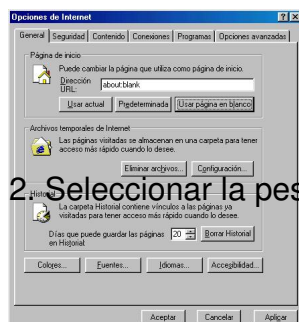 Opciones de Internet
General Seguridad Contenido Conexiones Programas Opciones avanzadas
Página de inicio
Puede cambiar la página que utiliza como página de inicio.
Dirección URL: about:blank
Usar actual Predeterminada Usar página en blanco
Archivos temporales de Internet
Las páginas visitadas se almacenan en una carpeta para tener
acceso más rápido cuando lo desee.
Eliminar archivos... Configuración...
2. Seleccionar la pes
Historial
La carpeta Historial contiene vínculos a las páginas ya
visitadas para tener acceso más rápido cuando lo desee.
Días que puede guardar las páginas en Historial: 20 Borrar Historial
Colores... Fuentes... Idiomas... Accesibilidad...
Aceptar Cancelar Aplicar